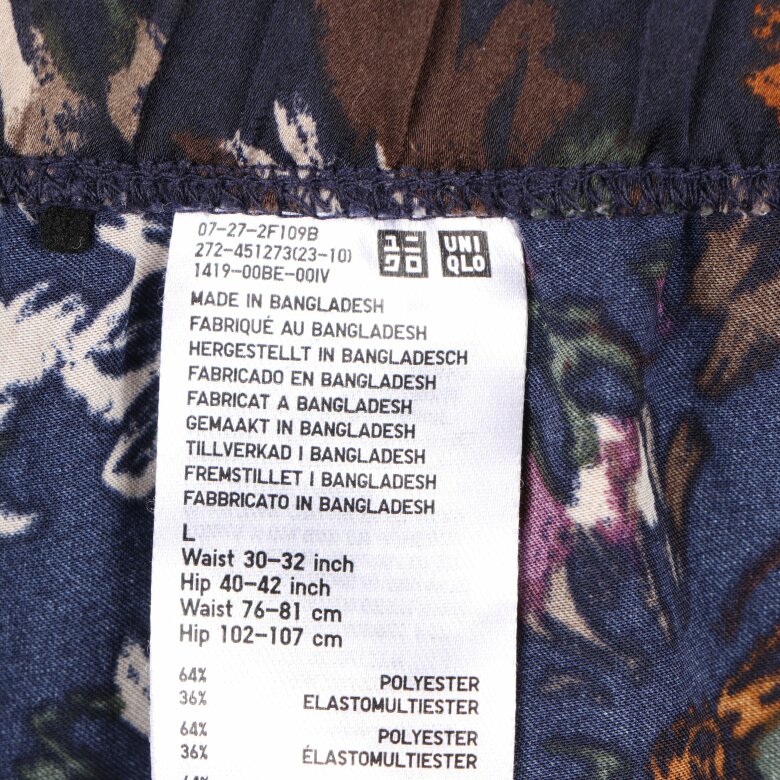 07-27-2F109B
272-451273(23-10)
1419-00BE-00IV
ユニ
クロ
UNI
QLO
MADE IN BANGLADESH
FABRIQUÉ AU BANGLADESH
HERGESTELLT IN BANGLADESCH
FABRICADO EN BANGLADESH
FABRICAT A BANGLADESH
GEMAAKT IN BANGLADESH
TILLVERKAD I BANGLADESH
FREMSTILLET I BANGLADESH
FABBRICATO IN BANGLADESH
L
Waist 30-32 inch
Hip 40-42 inch
Waist 76-81 cm
Hip 102-107 cm
64% POLYESTER
36% ELASTOMULTIESTER
64% POLYESTER
36% ÉLASTOMULTIESTER
64%